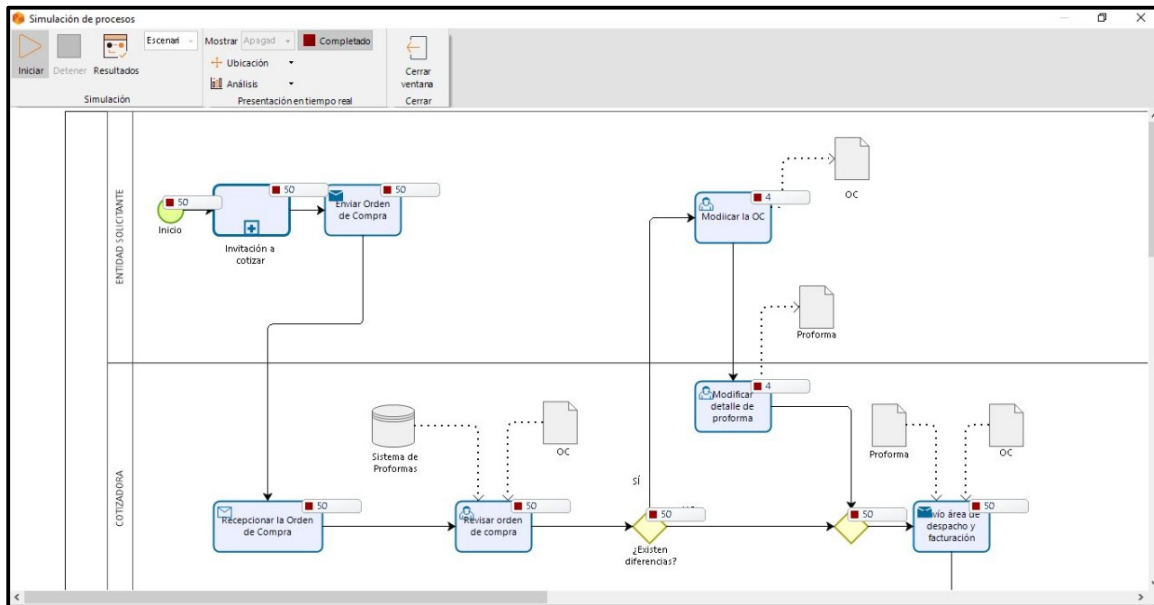 Simulación de procesos
Iniciar
Detener
Resultados
Escenari
Simulación
Mostrar
Apagad
Completado
Ubicación
Análisis
Presentación en tiempo real
Cerrar
ventana
Cerrar
ENTIDAD SOLICITANTE
50
Inicio
50
Invitación a
cotizar
50
Enviar Orden
de Compra
4
Modiicar la OC
OC
Proforma
COTIZADORA
4
Modificar
detalle de
proforma
Sistema de
Proformas
OC
Proforma
OC
SÍ
50
Recepcionar la Orden
de Compra
50
Revisar orden
de compra
50
¿Existen
diferencias?
50
50
área de
despacho y
facturación